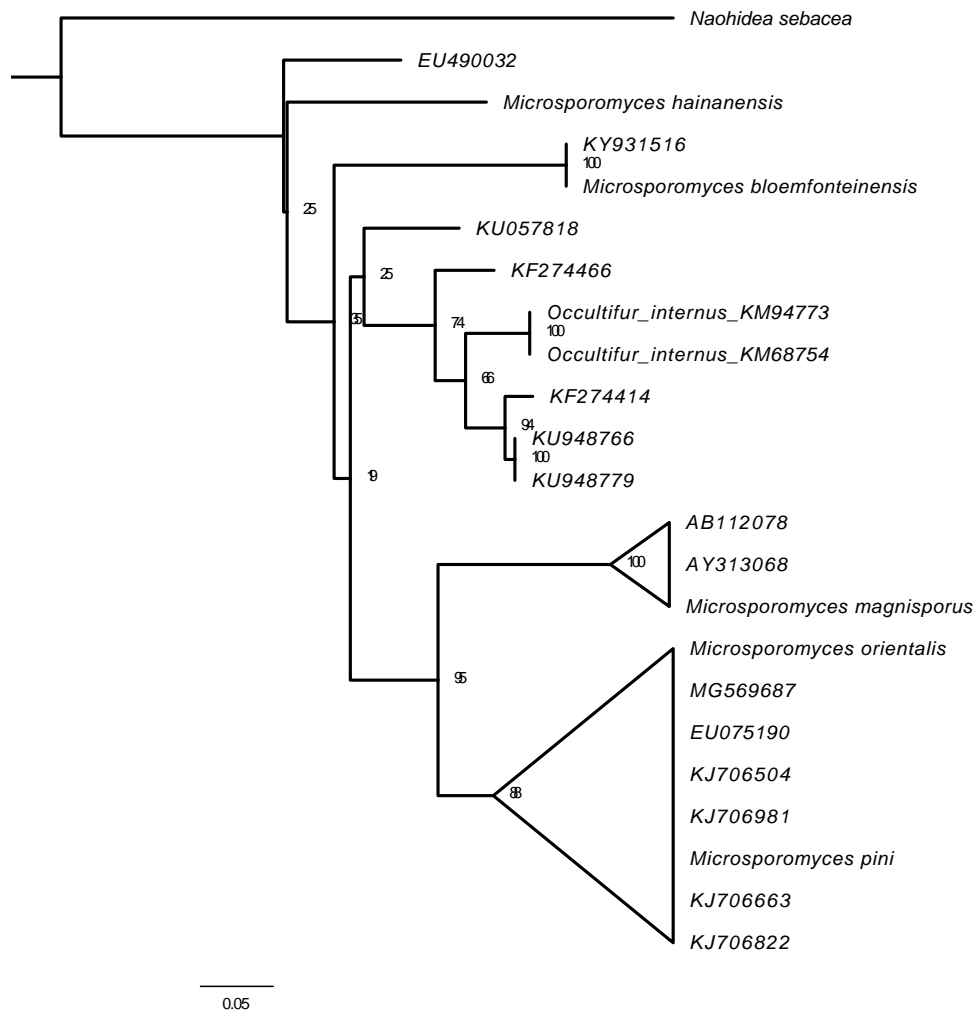 Naohidea sebacea
EU490032
Microsporomyces hainanensis
KY931516
100
Microsporomyces bloemfonteinensis
25
KU057818
KF274466
25
Occultifur_internus_KM94773
35
74
100
Occultifur_internus_KM68754
66
KF274414
94
KU948766
100
19
KU948779
AB112078
100
AY313068
Microsporomyces magnisporus
Microsporomyces orientalis
95
MG569687
EU075190
KJ706504
88
KJ706981
Microsporomyces pini
KJ706663
KJ706822
0.05